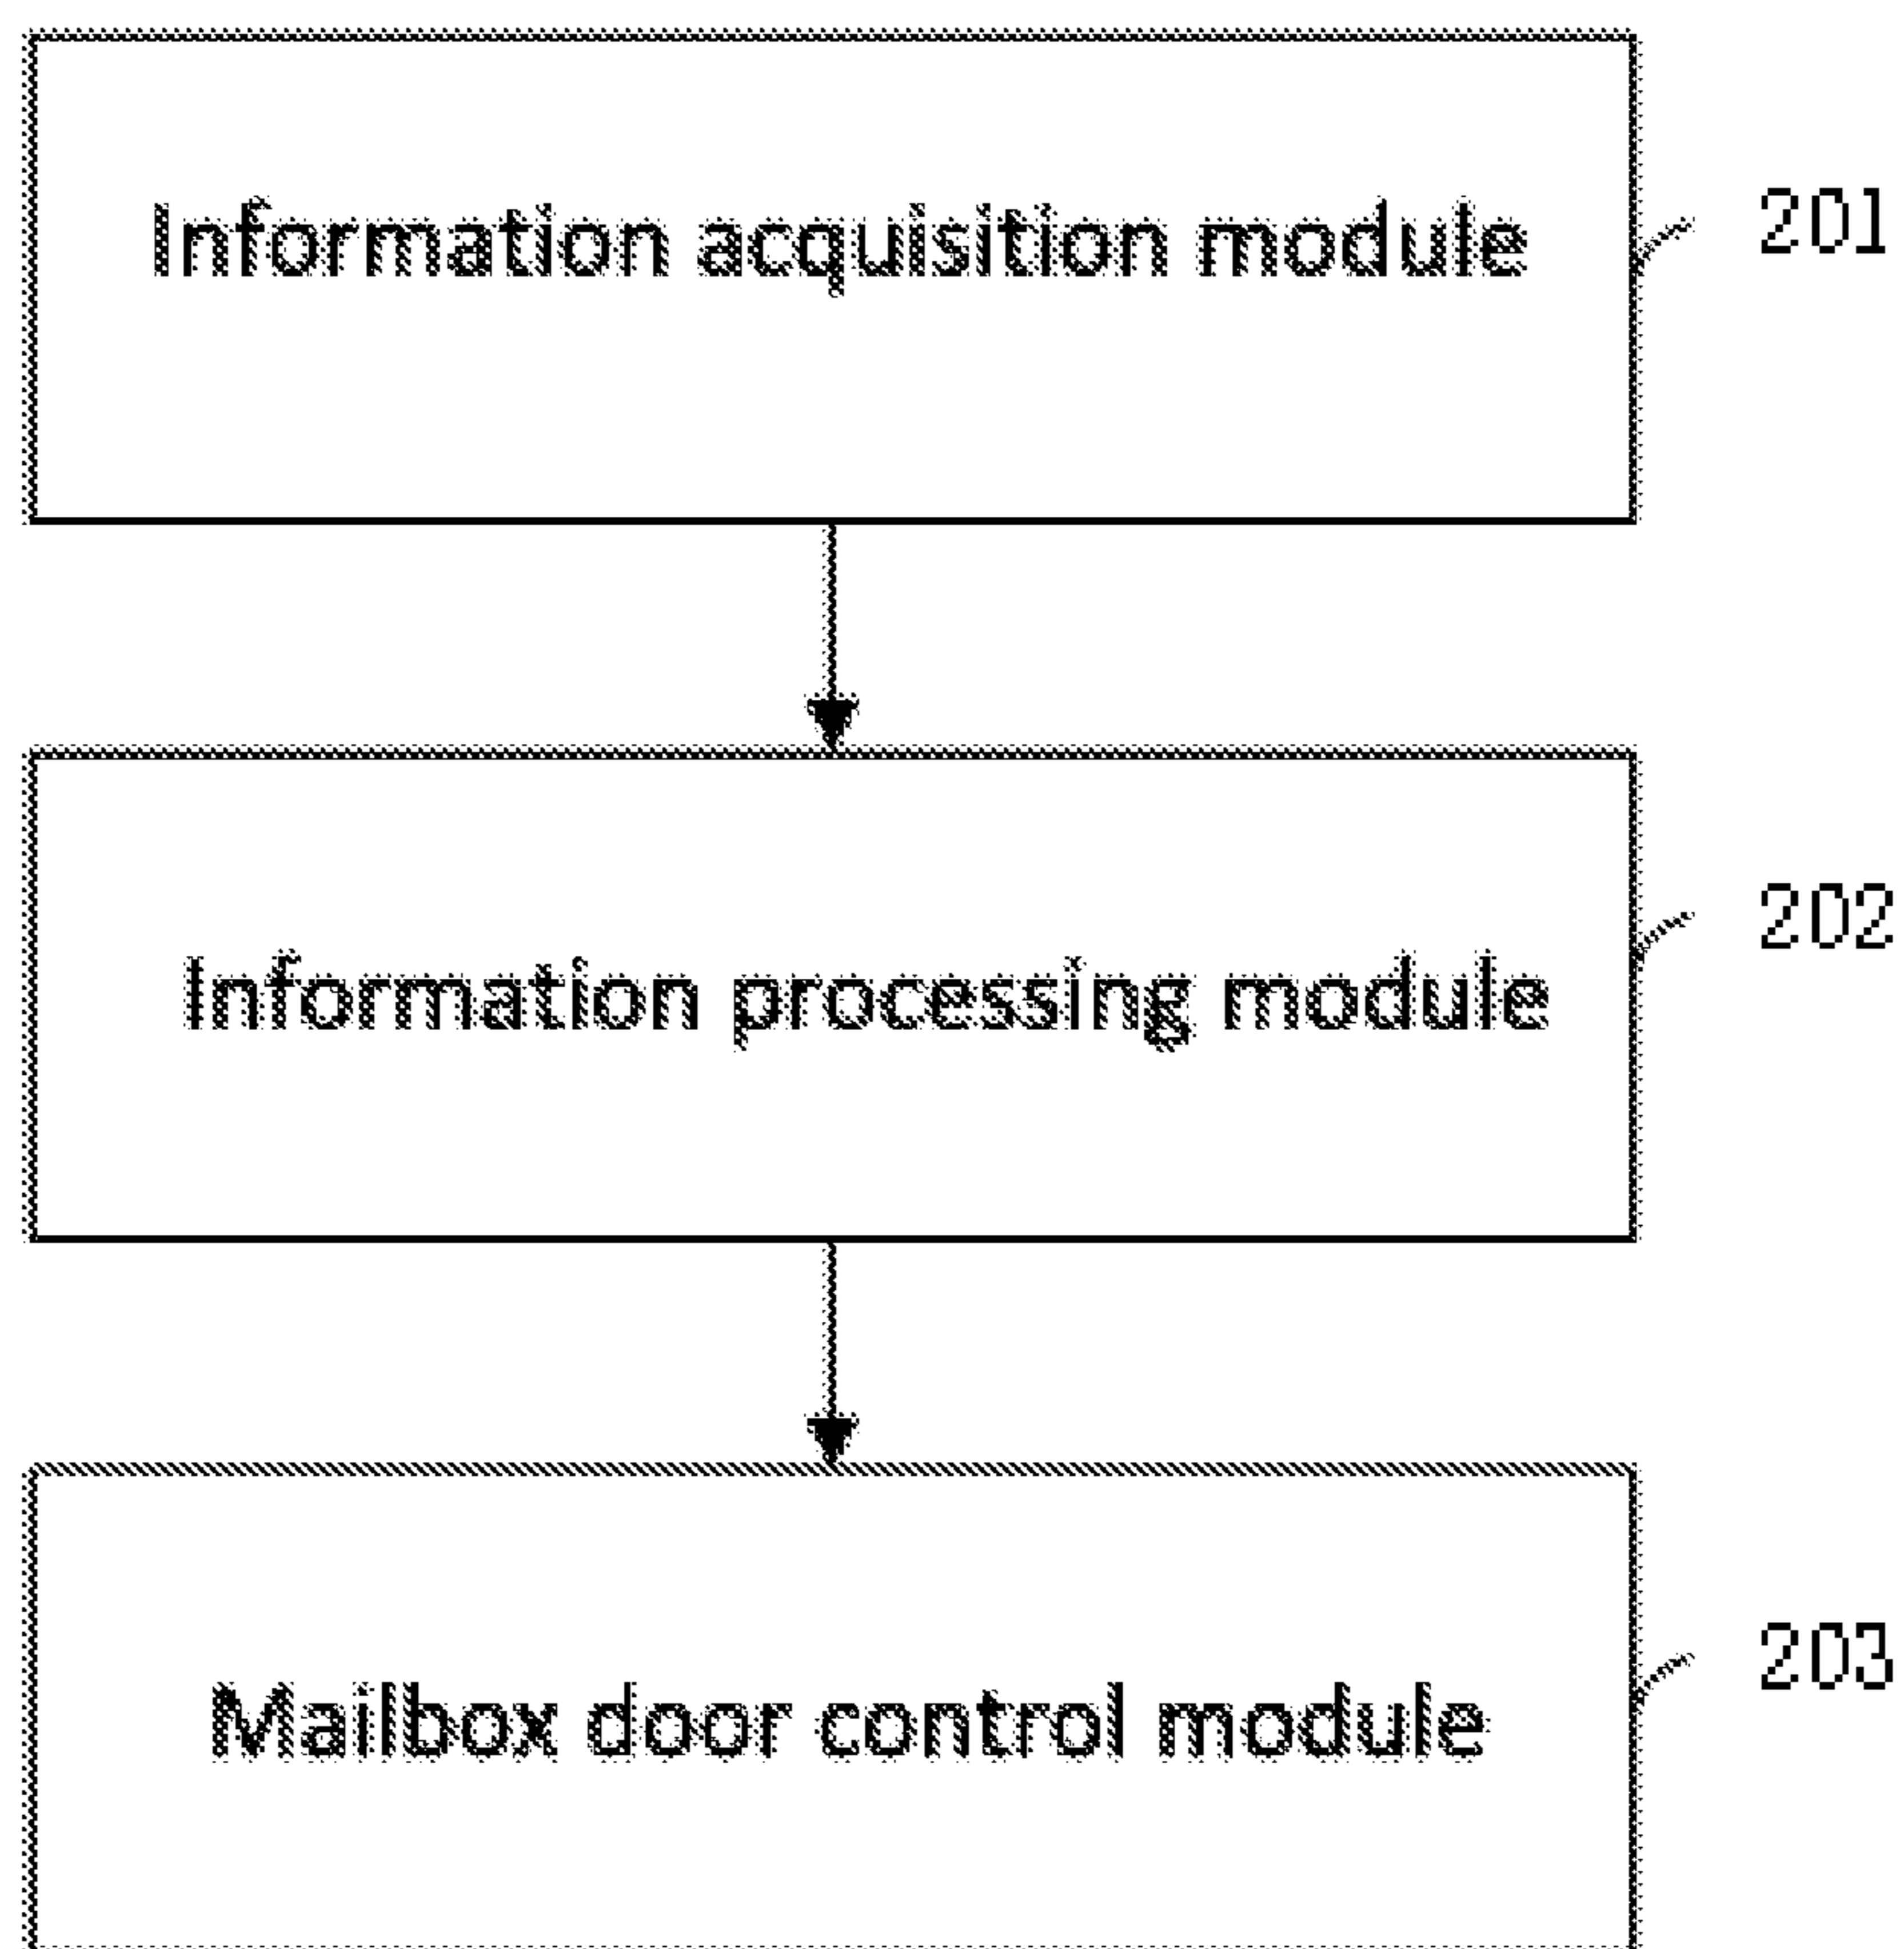 Information acquisition module
201
Information processing module
202
Mailbox door control module
203